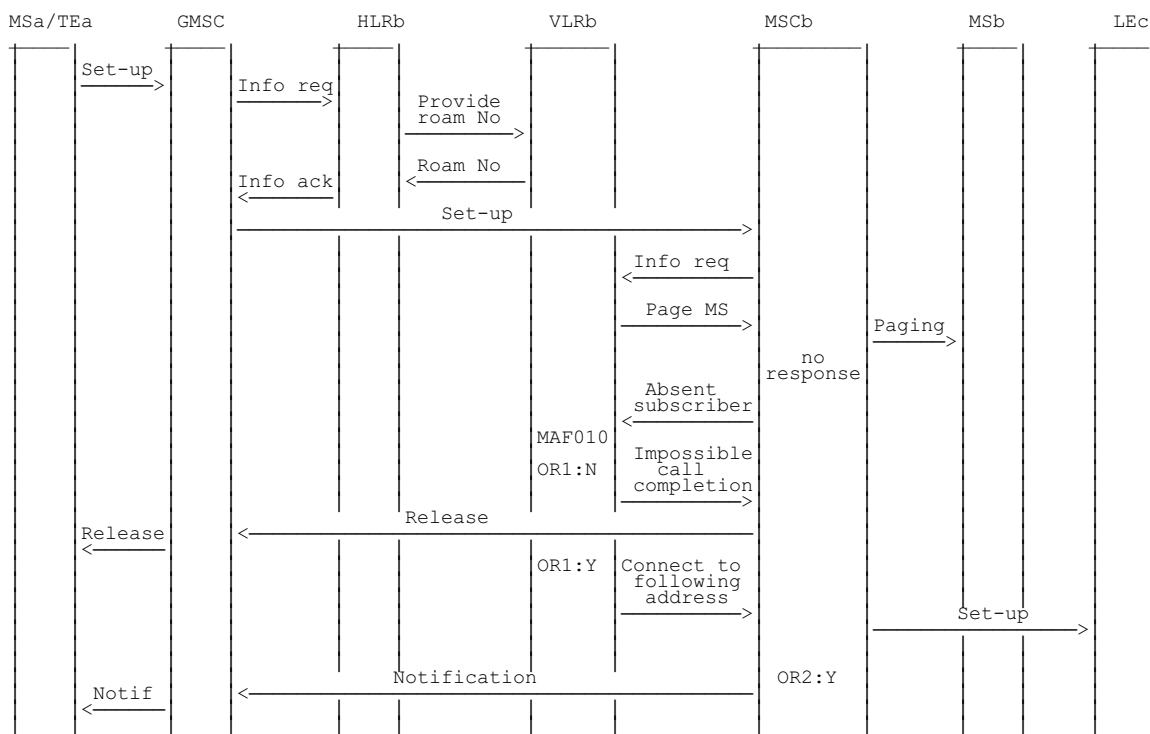 MSa/TEa GMSC HLRb VLRb MSCb MSb LEc
Set-up
Info req
Provide
roam No
Roam No
Info ack
Set-up
Info req
Page MS
Paging
no
response
Absent
subscriber
MAF010
Impossible
OR1:N call
completion
Release
Release
OR1:Y Connect to
following
address
Set-up
Notification OR2:Y
Notif